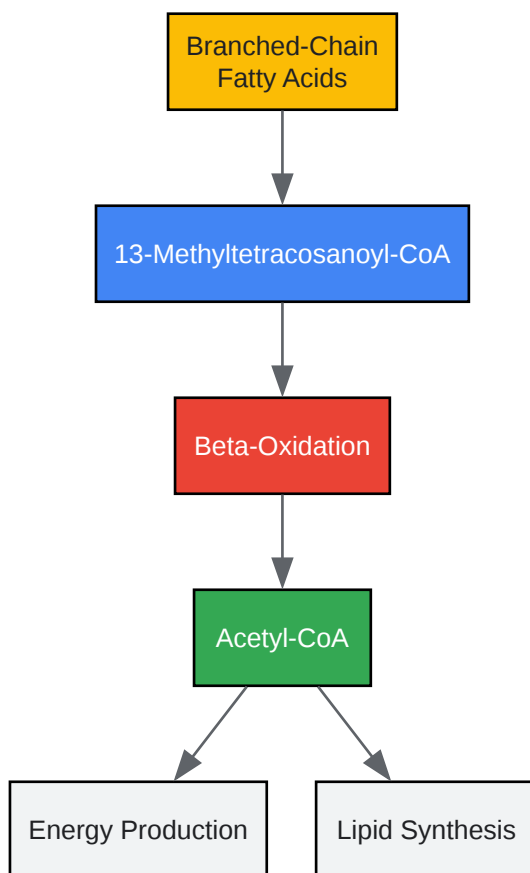 Branched-Chain
Fatty Acids
13-Methyltetracosanoyl-CoA
Beta-Oxidation
Acetyl-CoA
Energy Production
Lipid Synthesis